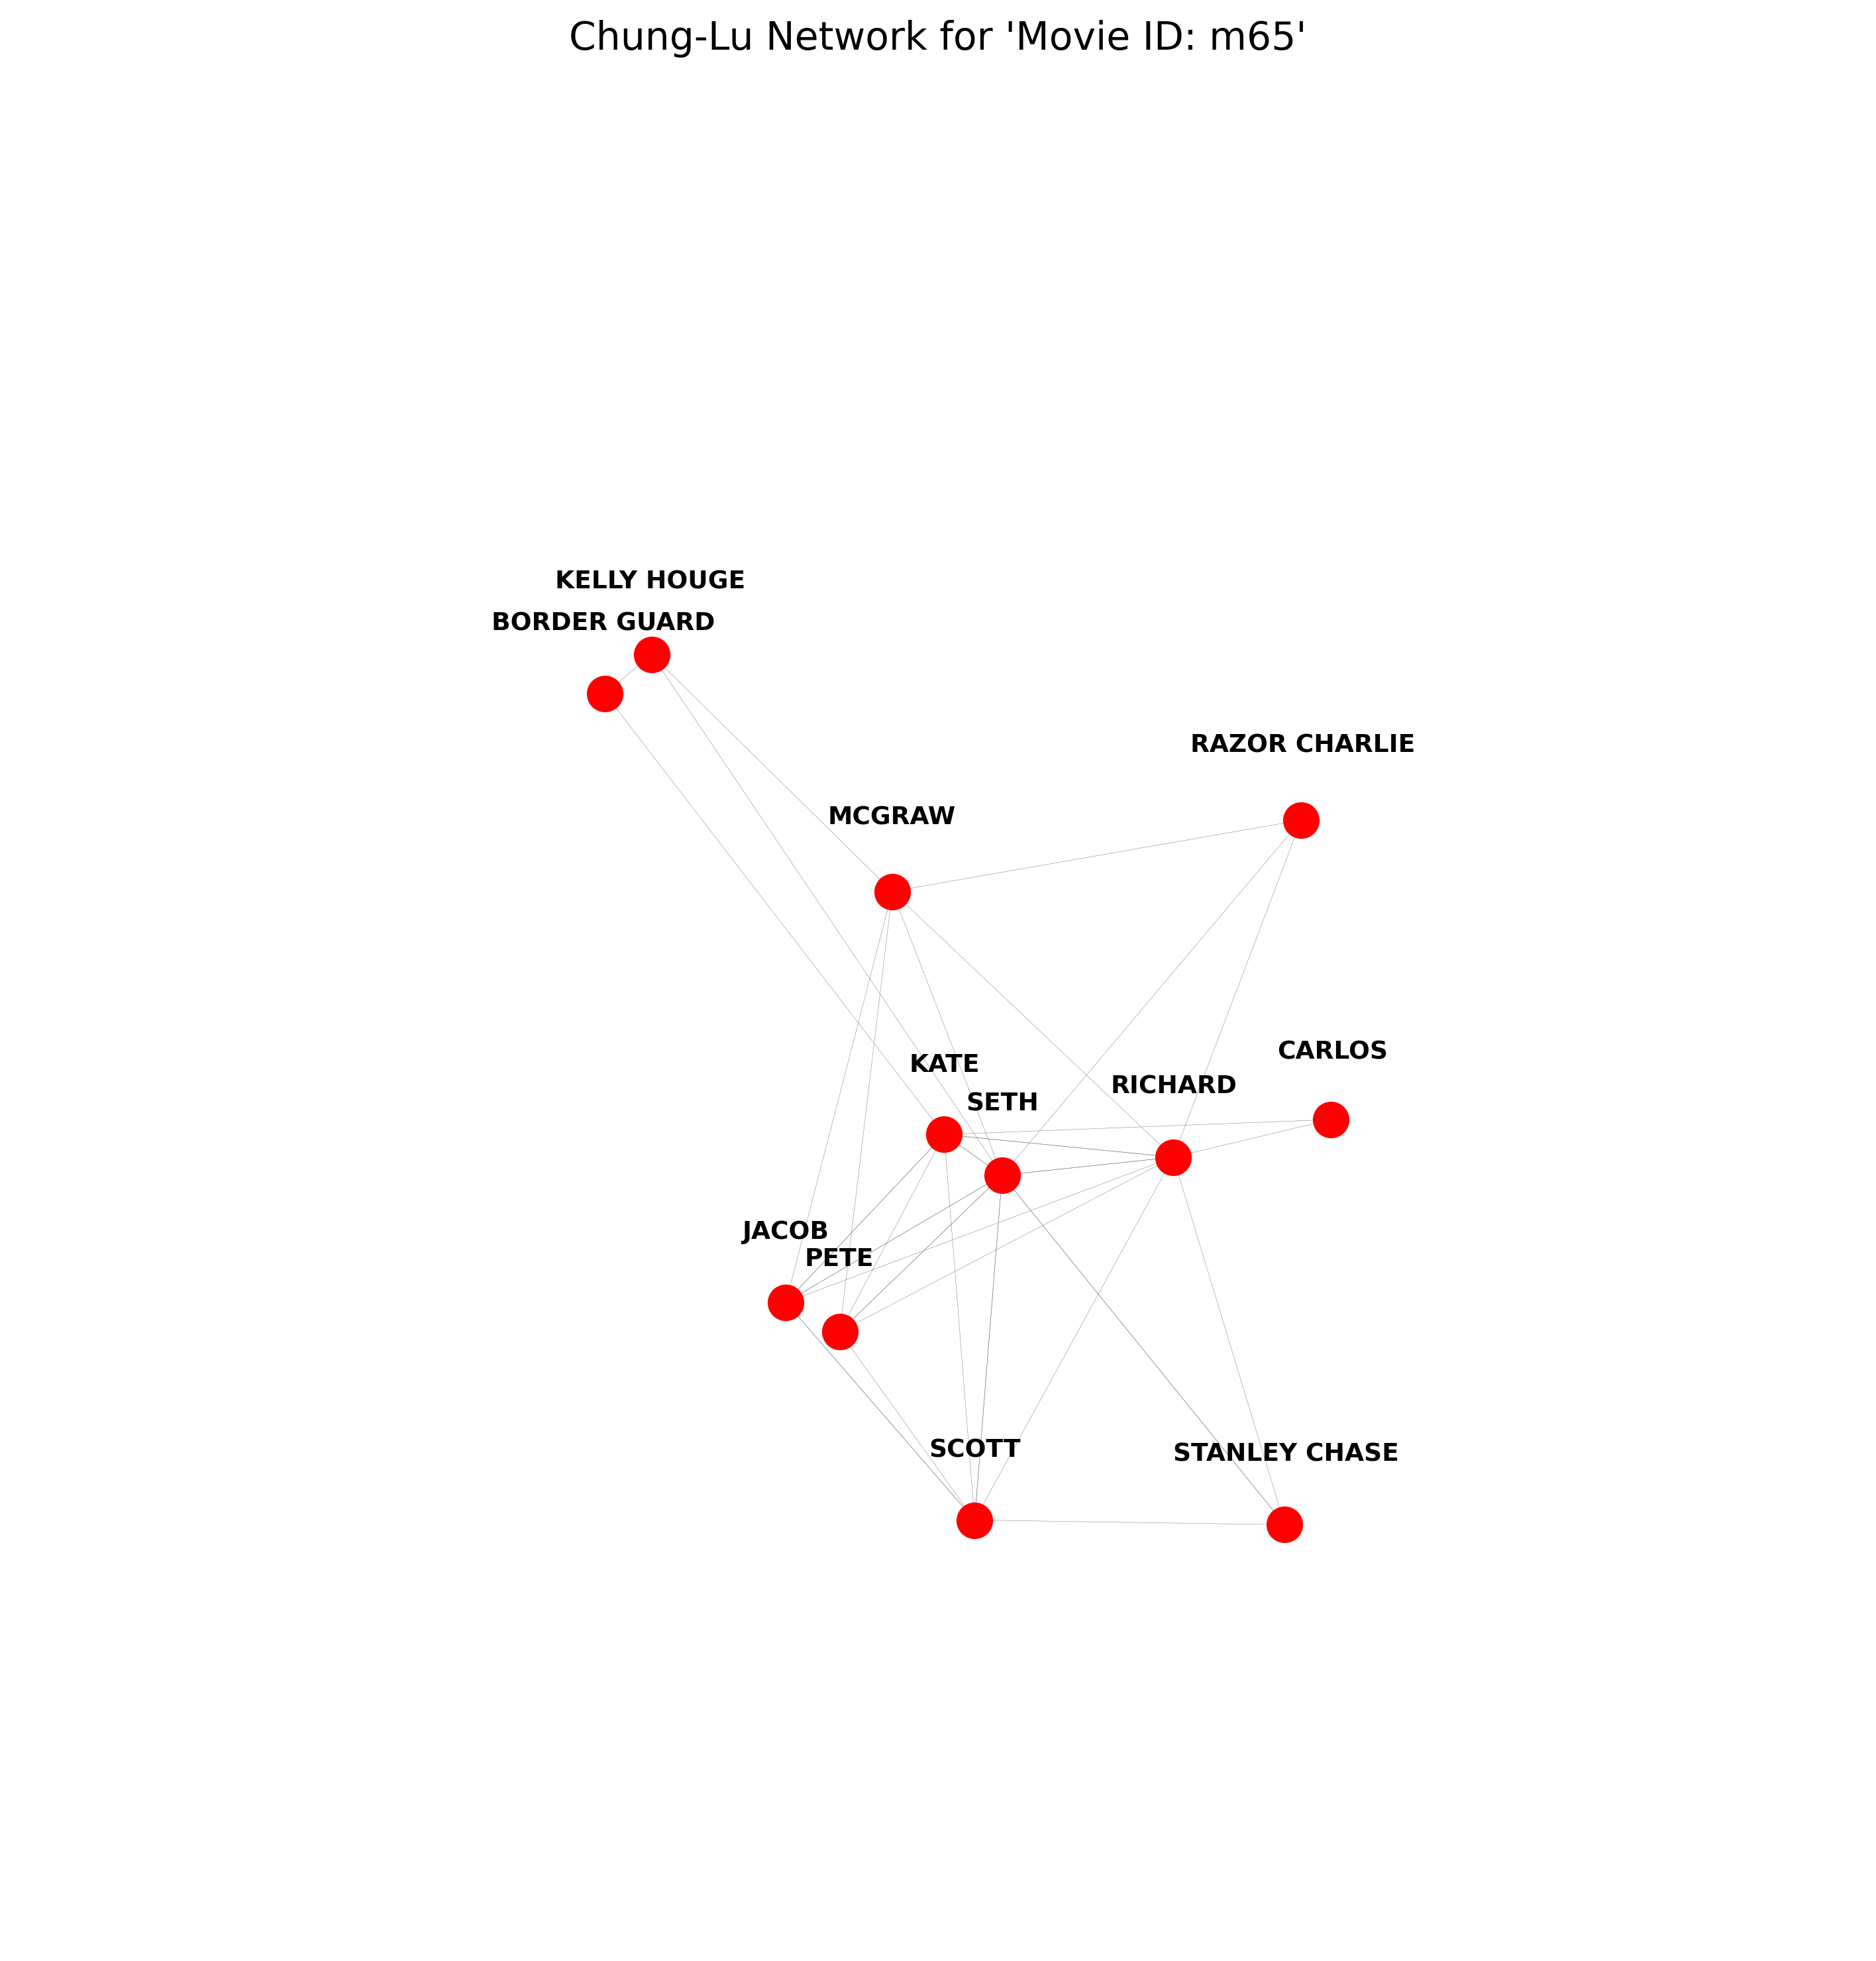 Chung-Lu Network for 'Movie ID: m65'
KELLY HOUGE
BORDER GUARD
RAZOR CHARLIE
MCGRAW
CARLOS
KATE
RICHARD
SETH
JACOB
PETE
SCOTT
STANLEY CHASE